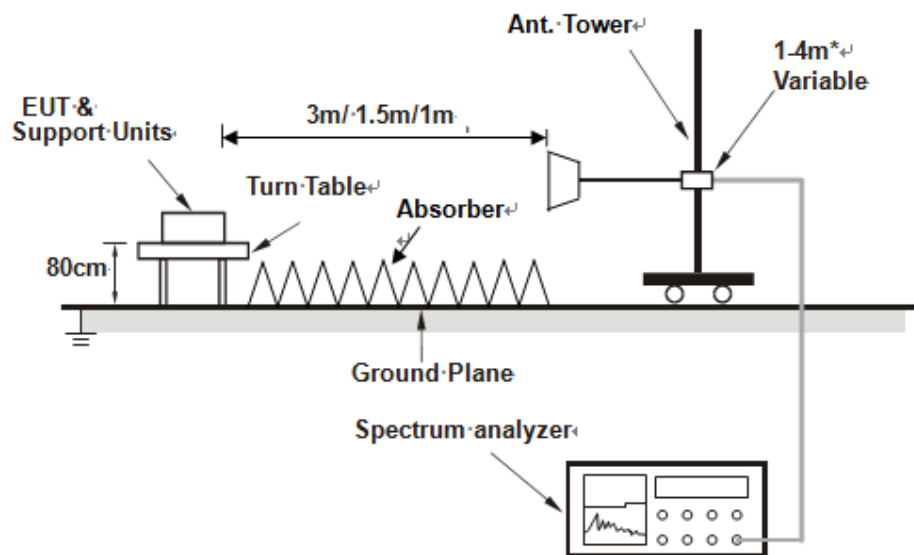 Ant. Tower
1-4m*
Variable
EUT &
Support Units
3m/ 1.5m/1m
Turn Table
Absorber
80cm
Ground Plane
Spectrum analyzer